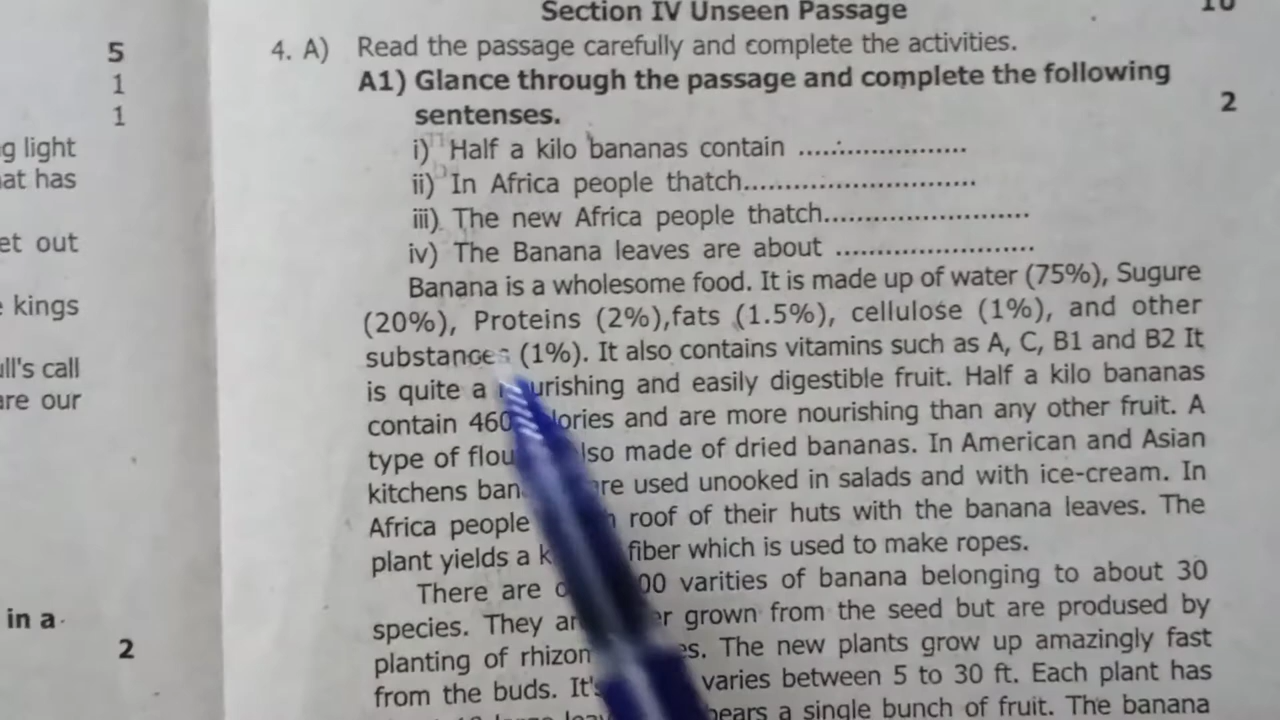 Section IV Unseen Passage
10
5
1
1
g light
at has
et out
kings
ull's call
are our
in a
2
4. A) Read the passage carefully and complete the activities.
A1) Glance through the passage and complete the following
sentenses.
2
i) Half a kilo bananas contain ......................
ii) In Africa people thatch............................
iii) The new Africa people thatch.........................
iv) The Banana leaves are about ........................
Banana is a wholesome food. It is made up of water (75%), Sugure
(20%), Proteins (2%),fats (1.5%), cellulose (1%), and other
substances (1%). It also contains vitamins such as A, C, B1 and B2 It
is quite a urishing and easily digestible fruit. Half a kilo bananas
contain 460 lories and are more nourishing than any other fruit. A
type of flou lso made of dried bananas. In American and Asian
kitchens ban re used unooked in salads and with ice-cream. In
Africa people roof of their huts with the banana leaves. The
plant yields a k fiber which is used to make ropes.
There are 00 varities of banana belonging to about 30
species. They ar er grown from the seed but are prodused by
planting of rhizon es. The new plants grow up amazingly fast
from the buds. It's varies between 5 to 30 ft. Each plant has
large bears a single bunch of fruit. The banana